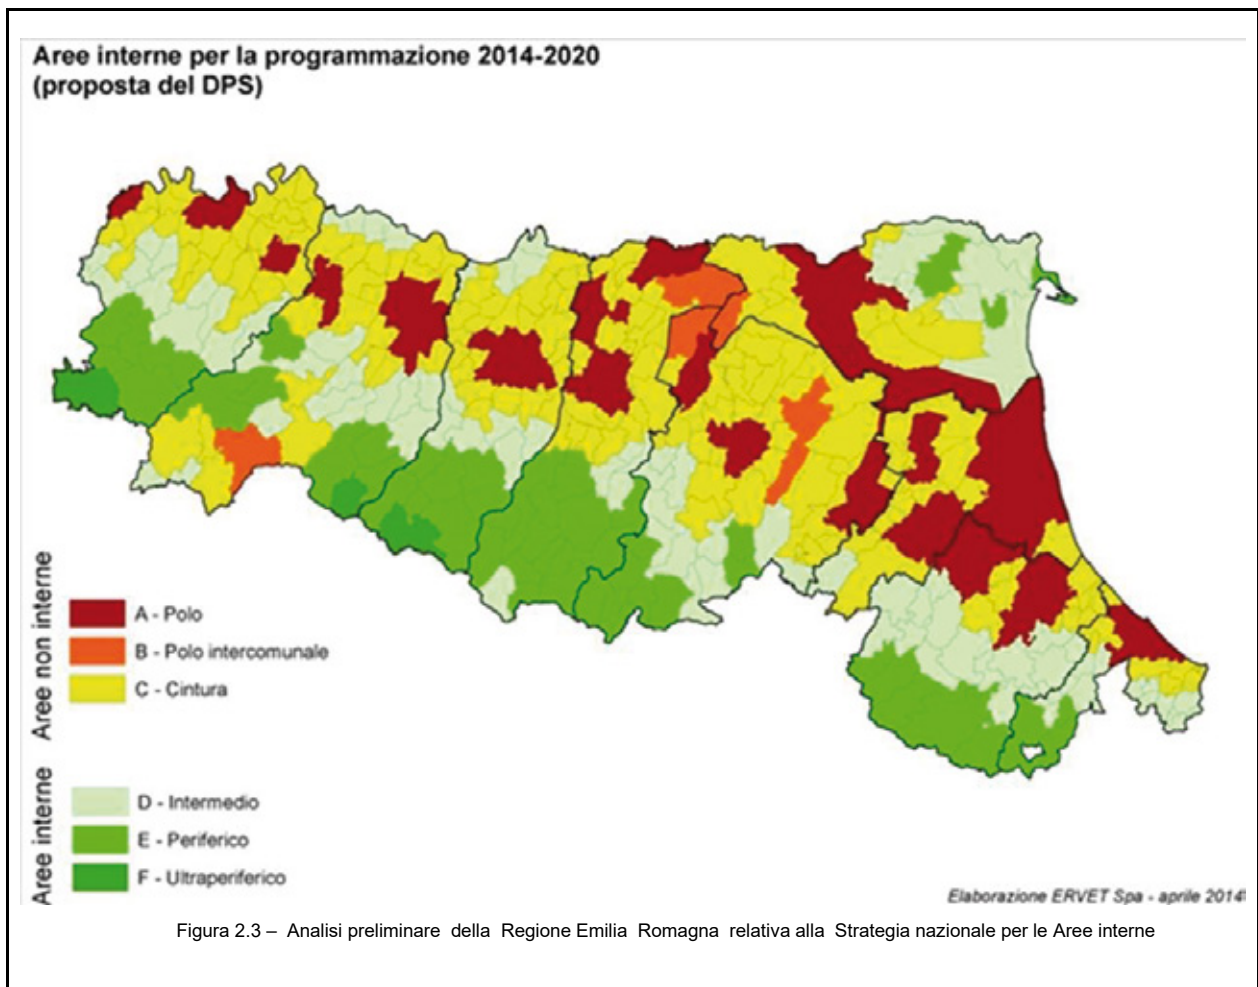 Aree interne per la programmazione 2014-2020
(proposta del DPS)
Aree non interne
A - Polo
B - Polo intercomunale
C - Cintura
Aree interne
D - Intermedio
E - Periferico
F - Ultraperiferico
Elaborazione ERVET Spa - aprile 2014
Figura 2.3 – Analisi preliminare della Regione Emilia Romagna relativa alla Strategia nazionale per le Aree interne